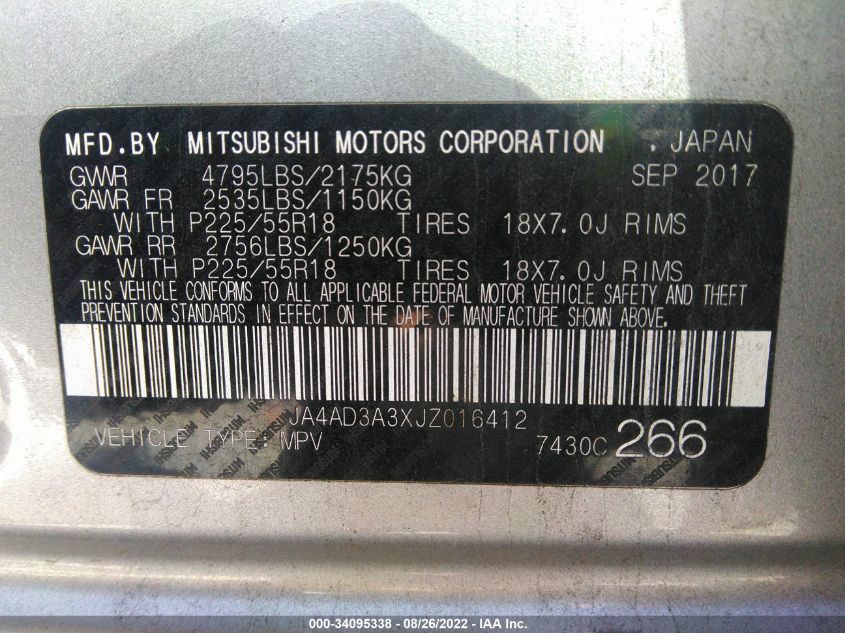 MFD.BY MITSUBISHI MOTORS CORPORATION . JAPAN
GVWR 4795LBS/2175KG SEP 2017
GAWR FR 2535LBS/1150KG
WITH P225/55R18 TIRES 18X7.0J RIMS
GAWR RR 2756LBS/1250KG
WITH P225/55R18 TIRES 18X7.0J RIMS
THIS VEHICLE CONFORMS TO ALL APPLICABLE FEDERAL MOTOR VEHICLE SAFETY AND THEFT
PREVENTION STANDARDS IN EFFECT ON THE DATE OF MANUFACTURE SHOWN ABOVE.
JA4AD3A3XJZ016412
VEHICLE TYPE: MPV 7430C 266
000-34095338 - 08/26/2022 - IAA Inc.